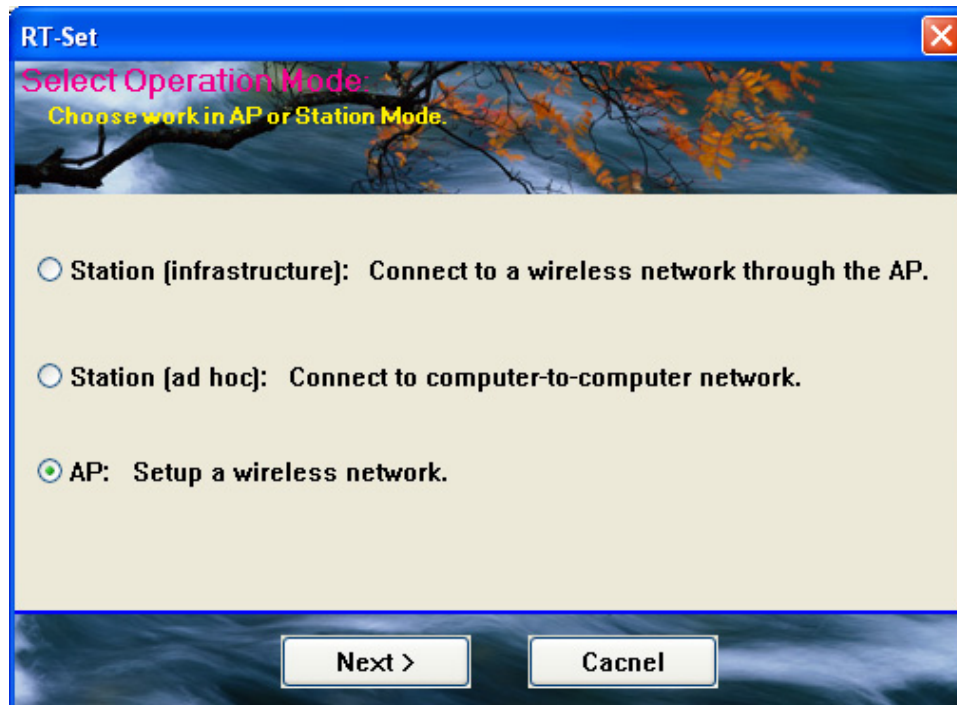 RT-Set
Select Operation Mode:
Choose work in AP or Station Mode.
Station (infrastructure): Connect to a wireless network through the AP.
Station (ad hoc): Connect to computer-to-computer network.
AP: Setup a wireless network.
Next > Cacnel